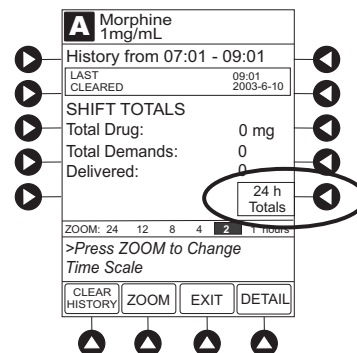 A Morphine
1mg/mL
History from 07:01 - 09:01
LAST 09:01
CLEARED 2003-6-10
SHIFT TOTALS
Total Drug: 0 mg
Total Demands: 0
Delivered: 0
24 h
Totals
ZOOM: 24 12 8 4 2 1 hours
>Press ZOOM to Change
Time Scale
CLEAR
HISTORY ZOOM EXIT DETAIL